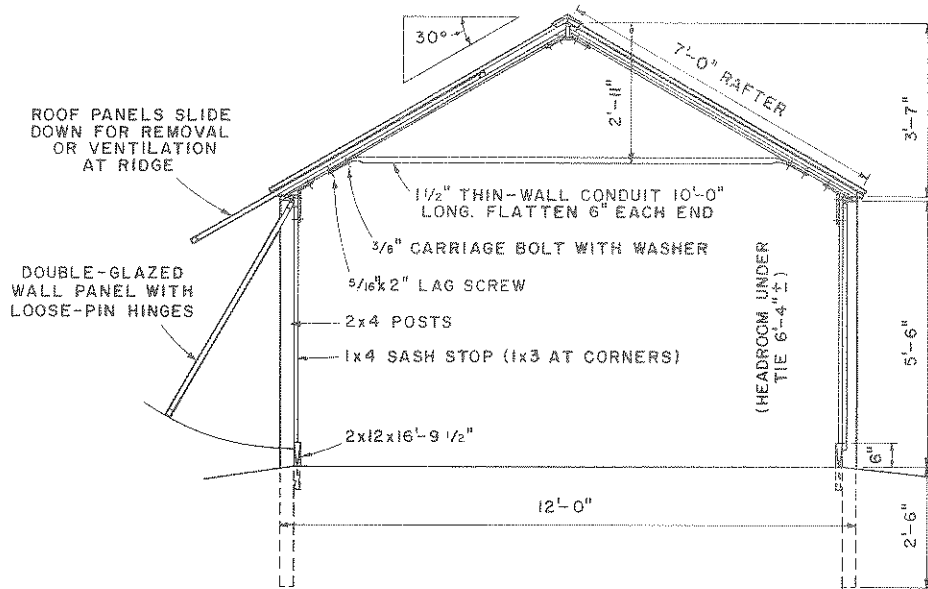 30°
7'-0" RAFTER
2'-11"
3'-7"
ROOF PANELS SLIDE
DOWN FOR REMOVAL
OR VENTILATION
AT RIDGE
1 1/2" THIN-WALL CONDUIT 10'-0"
LONG. FLATTEN 6" EACH END
3/8" CARRIAGE BOLT WITH WASHER
5/16"x 2" LAG SCREW
DOUBLE-GLAZED
WALL PANEL WITH
LOOSE-PIN HINGES
2x4 POSTS
1x4 SASH STOP (1x3 AT CORNERS)
(HEADROOM UNDER
TIE 6'-4"±)
5'-6"
2x12x16'-9 1/2"
6"
12'-0"
2'-6"